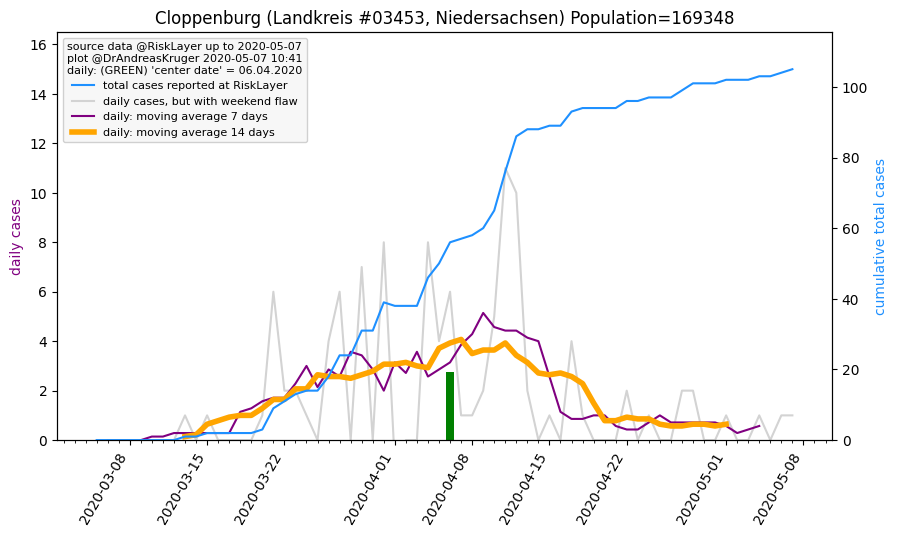 Cloppenburg (Landkreis #03453, Niedersachsen) Population=169348
source data @RiskLayer up to 2020-05-07
plot @DrAndreasKruger 2020-05-07 10:41
daily: (GREEN) 'center date' = 06.04.2020
total cases reported at RiskLayer
daily cases, but with weekend flaw
daily: moving average 7 days
daily: moving average 14 days
16
14
12
10
8
6
4
2
0
daily cases
100
80
60
40
20
0
cumulative total cases
2020-03-08
2020-03-15
2020-03-22
2020-04-01
2020-04-08
2020-04-15
2020-04-22
2020-05-01
2020-05-08